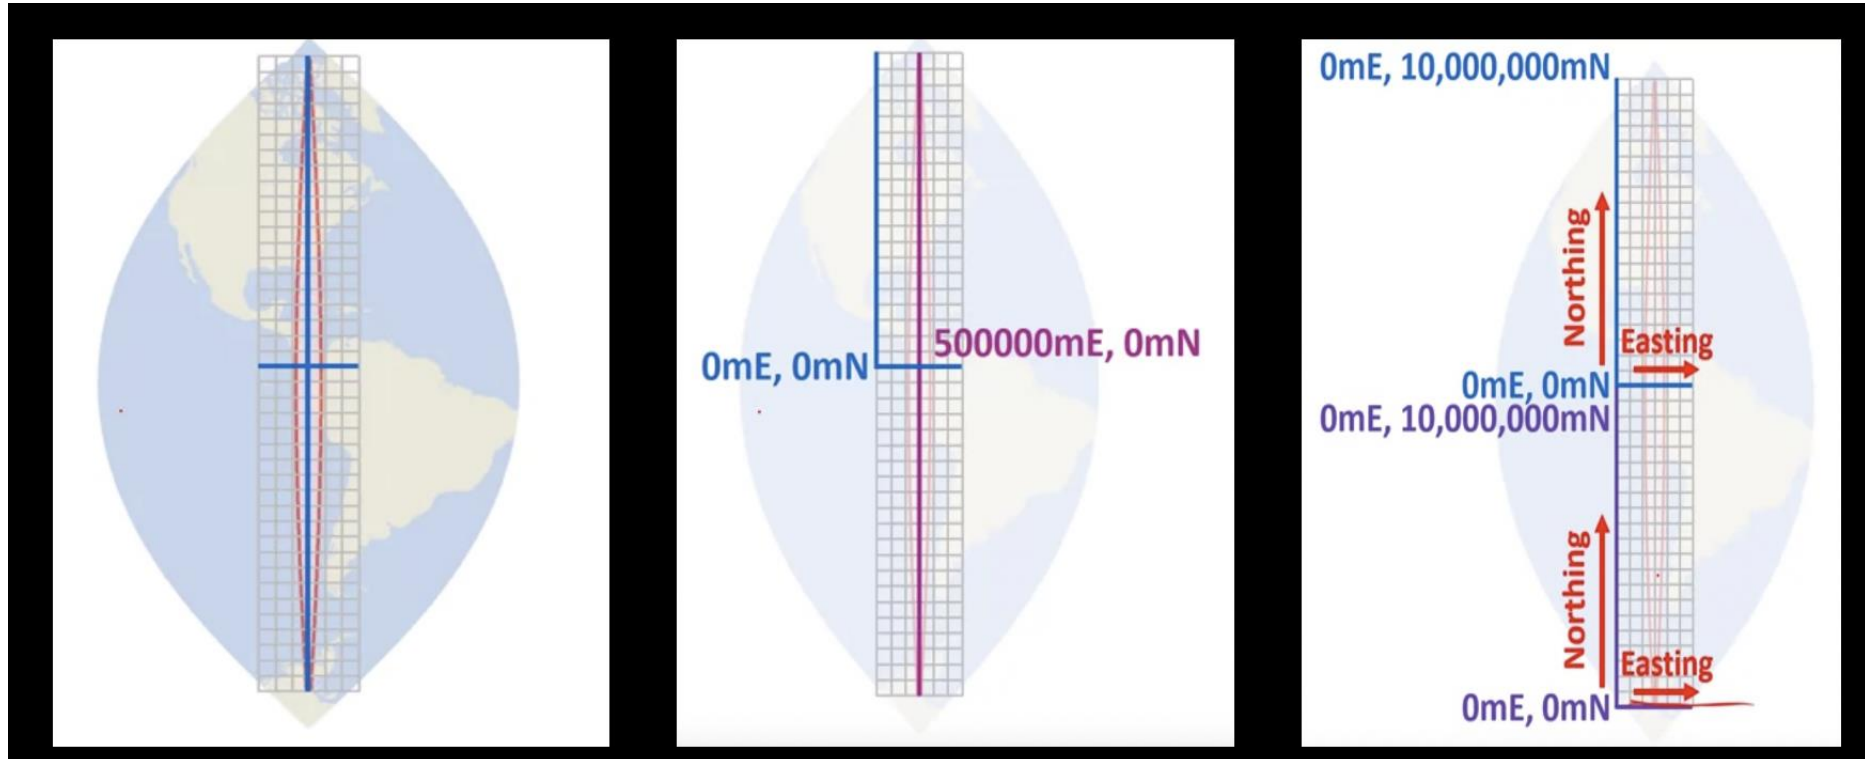 500000mE, 0mN
0mE, 0mN
0mE, 10,000,000mN
Northing
Easting
0mE, 0mN
0mE, 10,000,000mN
Northing
Easting
0mE, 0mN